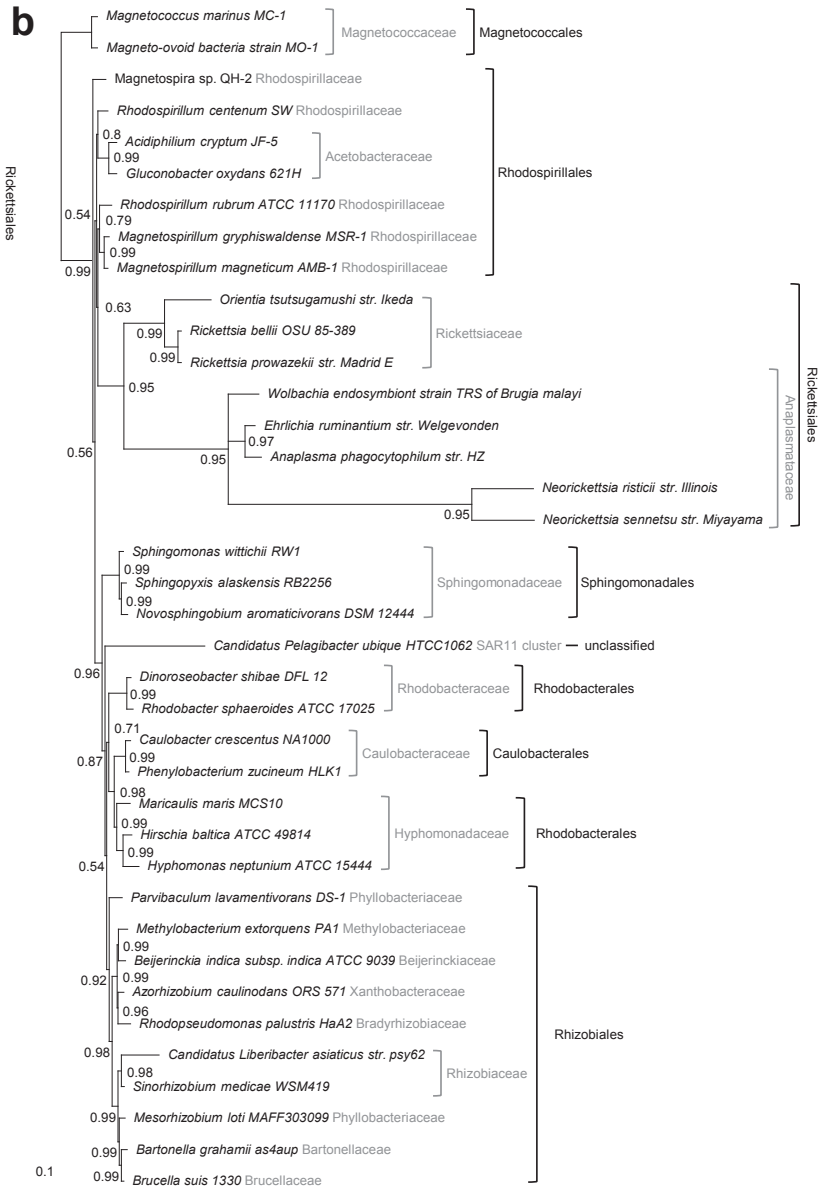 b
Magnetococcus marinus MC-1
Magnetococcaceae
Magnetococcales
Magneto-ovoid bacteria strain MO-1
Magnetospira sp. QH-2 Rhodospirillaceae
Rhodospirillum centenum SW Rhodospirillaceae
0.8
Acidiphilium cryptum JF-5
0.99
Acetobacteraceae
Gluconobacter oxydans 621H
Rhodospirillales
Rickettsiales
Rhodospirillum rubrum ATCC 11170 Rhodospirillaceae
0.54
0.79
Magnetospirillum gryphiswaldense MSR-1 Rhodospirillaceae
0.99
Magnetospirillum magneticum AMB-1 Rhodospirillaceae
0.99
Orientia tsutsugamushi str. Ikeda
0.63
Rickettsia bellii OSU 85-389
0.99
Rickettsiaceae
0.99
Rickettsia prowazekii str. Madrid E
0.95
Wolbachia endosymbiont strain TRS of Brugia malayi
Rickettsiales
Anaplasmataceae
Ehrlichia ruminantium str. Welgevonden
0.97
0.56
0.95
Anaplasma phagocytophilum str. HZ
Neorickettsia risticii str. Illinois
0.95
Neorickettsia sennetsu str. Miyayama
Sphingomonas wittichii RW1
0.99
Sphingopyxis alaskensis RB2256
Sphingomonadaceae
Sphingomonadales
0.99
Novosphingobium aromaticivorans DSM 12444
Candidatus Pelagibacter ubique HTCC1062 SAR11 cluster — unclassified
0.96
Dinoroseobacter shibae DFL 12
0.99
Rhodobacteraceae
Rhodobacterales
Rhodobacter sphaeroides ATCC 17025
0.71
Caulobacter crescentus NA1000
0.99
Caulobacteraceae
Caulobacterales
0.87
Phenylobacterium zucineum HLK1
0.98
Maricaulis maris MCS10
0.99
Hirschia baltica ATCC 49814
Hyphomonadaceae
Rhodobacterales
0.99
0.54
Hyphomonas neptunium ATCC 15444
Parvibaculum lavamentivorans DS-1 Phyllobacteriaceae
Methylobacterium extorquens PA1 Methylobacteriaceae
0.99
Beijerinckia indica subsp. indica ATCC 9039 Beijerinckiaceae
0.92
0.99
Azorhizobium caulinodans ORS 571 Xanthobacteraceae
0.96
Rhodopseudomonas palustris HaA2 Bradyrhizobiaceae
Rhizobiales
0.98
Candidatus Liberibacter asiaticus str. psy62
0.98
Rhizobiaceae
Sinorhizobium medicae WSM419
0.99
Mesorhizobium loti MAFF303099 Phyllobacteriaceae
0.99
Bartonella grahamii as4aup Bartonellaceae
0.1
0.99
Brucella suis 1330 Brucellaceae